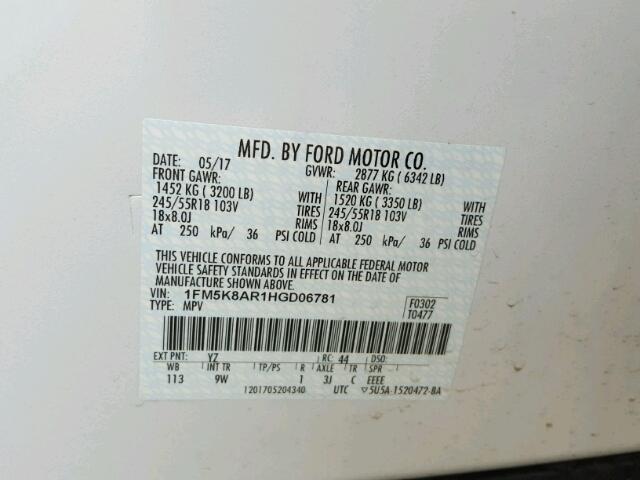 MFD. BY FORD MOTOR CO.
DATE: 05/17 GVWR: 2877 KG ( 6342 LB)
FRONT GAWR: REAR GAWR:
1452 KG ( 3200 LB) WITH 1520 KG ( 3350 LB) WITH
245/55R18 103V TIRES 245/55R18 103V TIRES
18x8.0J RIMS 18x8.0J RIMS
AT 250 kPa/ 36 PSI COLD AT 250 kPa/ 36 PSI COLD
THIS VEHICLE CONFORMS TO ALL APPLICABLE FEDERAL MOTOR
VEHICLE SAFETY STANDARDS IN EFFECT ON THE DATE OF
MANUFACTURE SHOWN ABOVE.
VIN: 1FM5K8AR1HGD06781 F0302
TYPE: MPV T0477
EXT PNT: YZ RC: 44 DSO:
WB INT TR TP/PS R AXLE TR SPR
113 9W 1 3J C EEEE
1201705204340 UTC ▽5U5A-1520472-BA